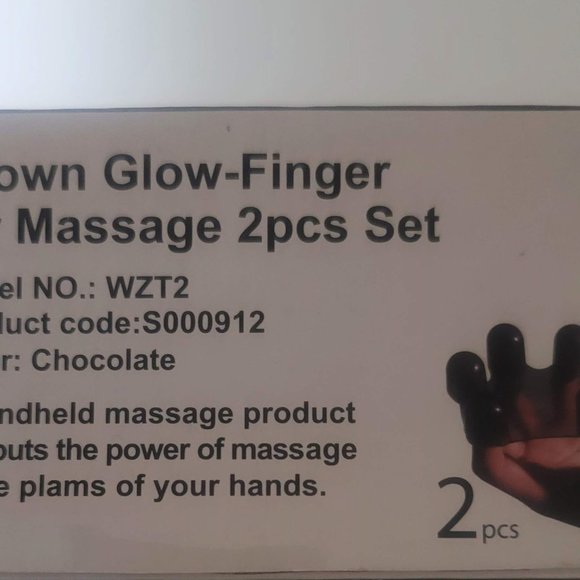 own Glow-Finger
Massage 2pcs Set
el NO.: WZT2
luct code:S000912
r: Chocolate
ndheld massage product
puts the power of massage
e plams of your hands.
2pcs